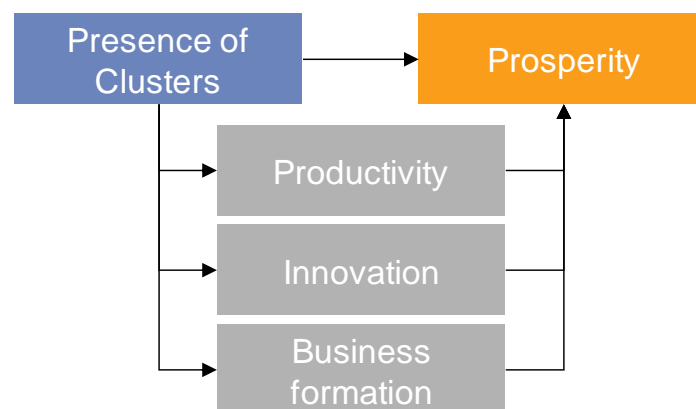 Presence of
Clusters
Prosperity
Productivity
Innovation
Business
formation